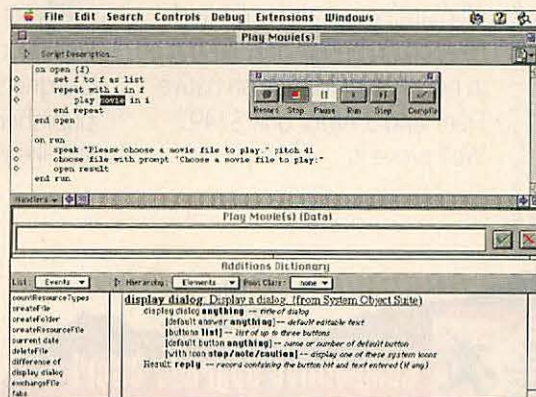 File Edit Search Controls Debug Extensions Windows
Play Movie(s)
Script Description...
on open (f)
set f to f as list
repeat with i in f
play movie in i
end repeat
end open
on run
speak "Please choose a movie file to play." pitch 41
choose file with prompt "Choose a movie file to play:"
open result
end run
Record Stop Pause Run Step Compile
Handlers
Play Movie(s) (Data)
Additions Dictionary
List: Events Hierarchy: Elements Root Class: none
countResourceTypes
createFile
createFolder
createResourceFile
current date
deleteFile
difference of
display dialog
exchangeFile
fabs
display dialog: Display a dialog. (from System Object Suite)
display dialog anything -- title of dialog
[default answer anything] -- default editable text
[buttons list] -- list of up to three buttons
[default button anything] -- name or number of default button
[with icon stop/note/caution] -- display one of these system icons
Result: reply -- record containing the button hit and text entered (if any)